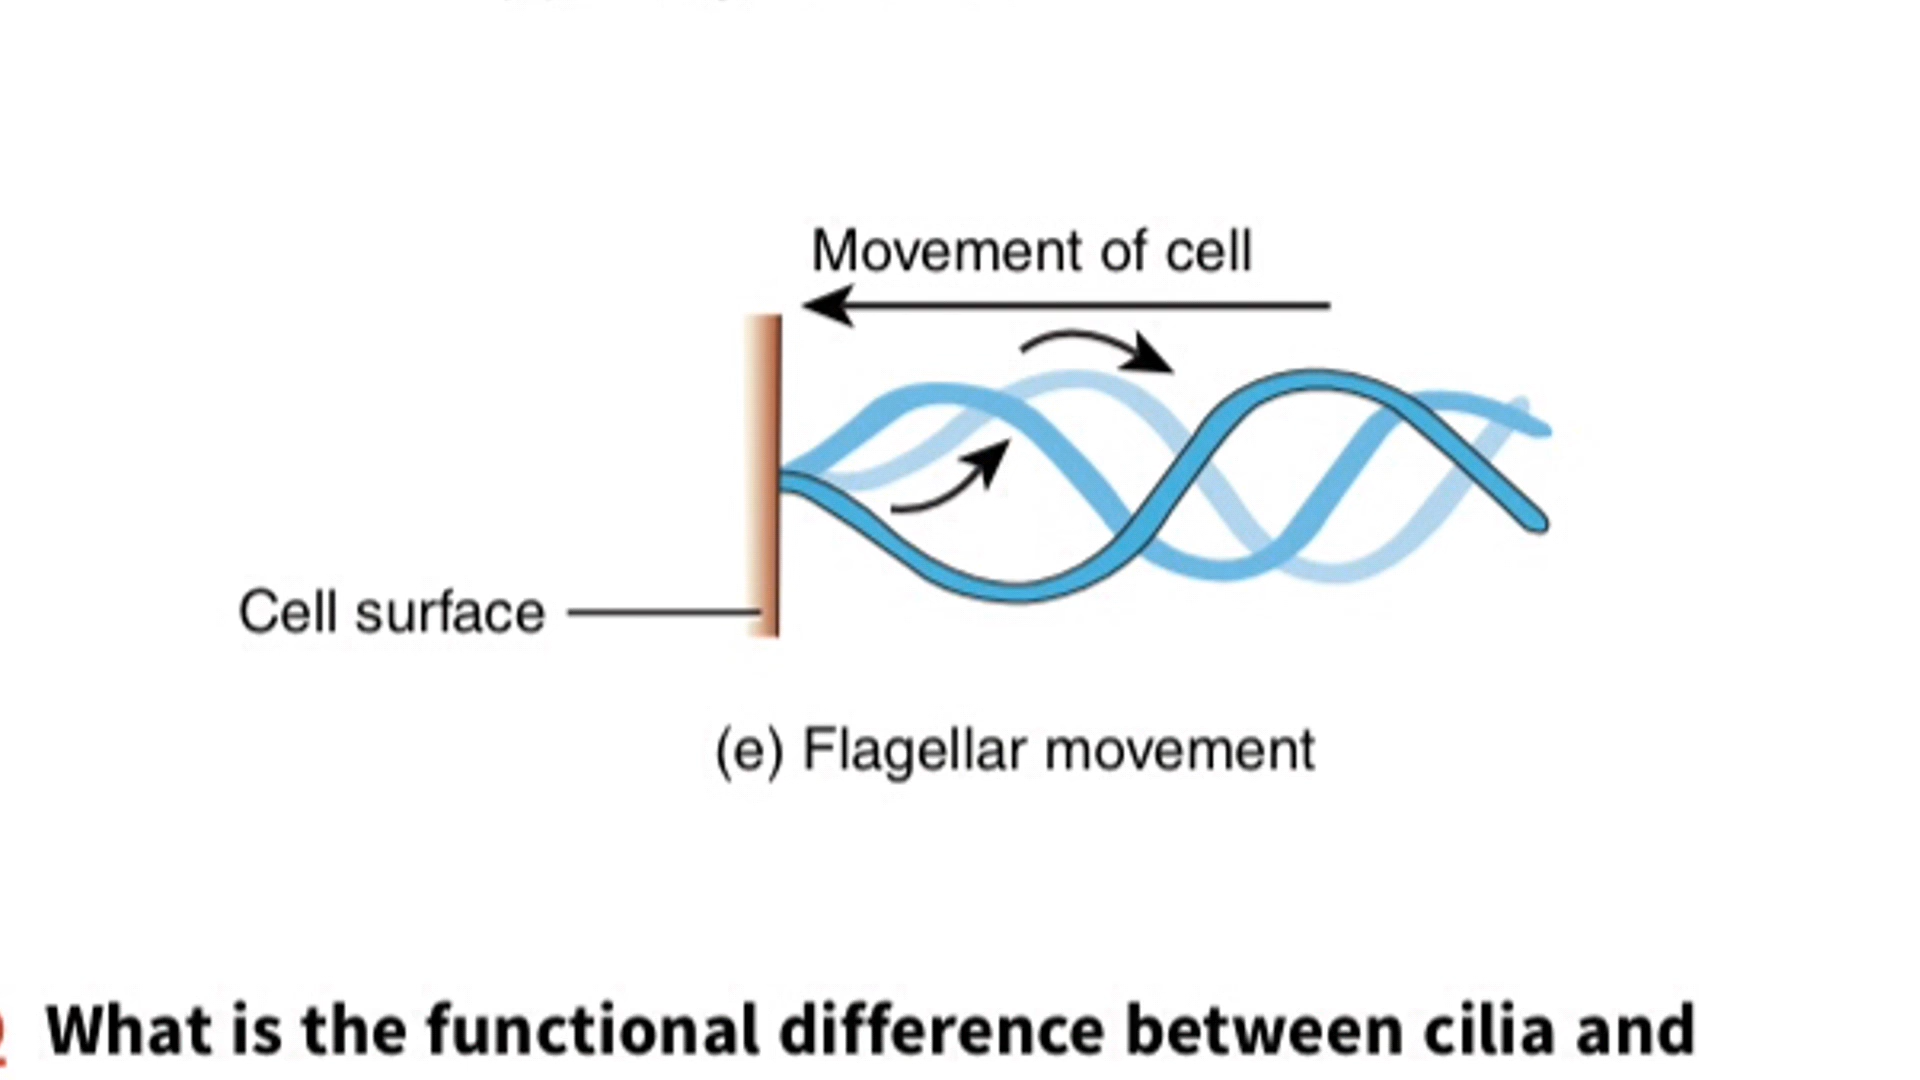 Movement of cell
Cell surface
(e) Flagellar movement
What is the functional difference between cilia and